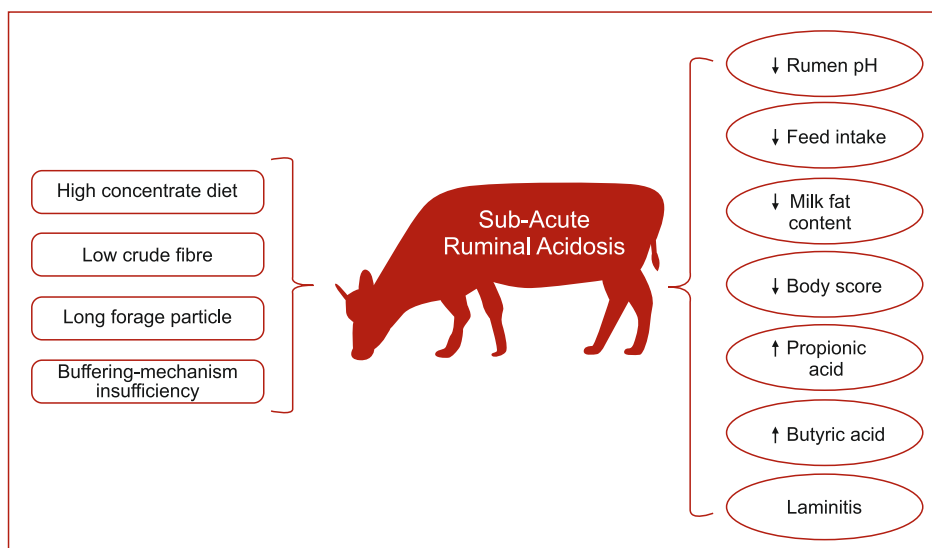 High concentrate diet
Low crude fibre
Long forage particle
Buffering-mechanism
insufficiency
Sub-Acute
Ruminal Acidosis
↓ Rumen pH
↓ Feed intake
↓ Milk fat
content
↓ Body score
↑ Propionic
acid
↑ Butyric acid
Laminitis